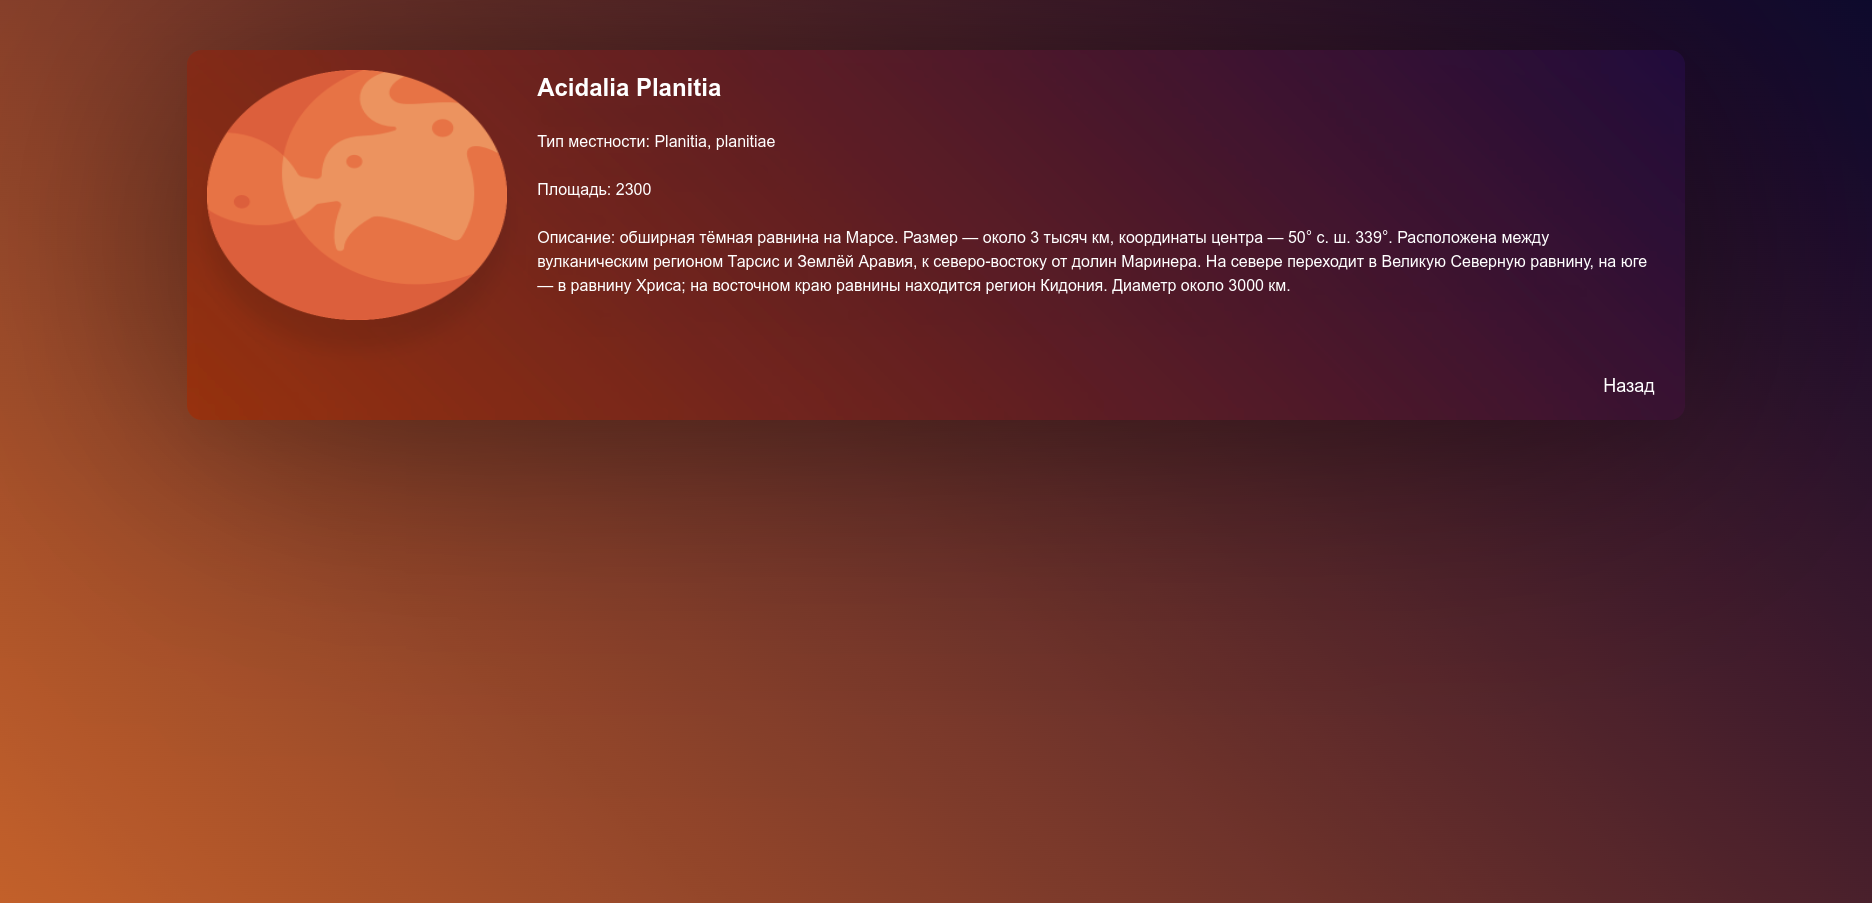 Acidalia Planitia
Тип местности: Planitia, planitiae
Площадь: 2300
Описание: обширная тёмная равнина на Марсе. Размер — около 3 тысяч км, координаты центра — 50° с. ш. 339°. Расположена между
вулканическим регионом Тарсис и Землёй Аравия, к северо-востоку от долин Маринера. На севере переходит в Великую Северную равнину, на юге
— в равнину Хриса; на восточном краю равнины находится регион Кидония. Диаметр около 3000 км.
Назад